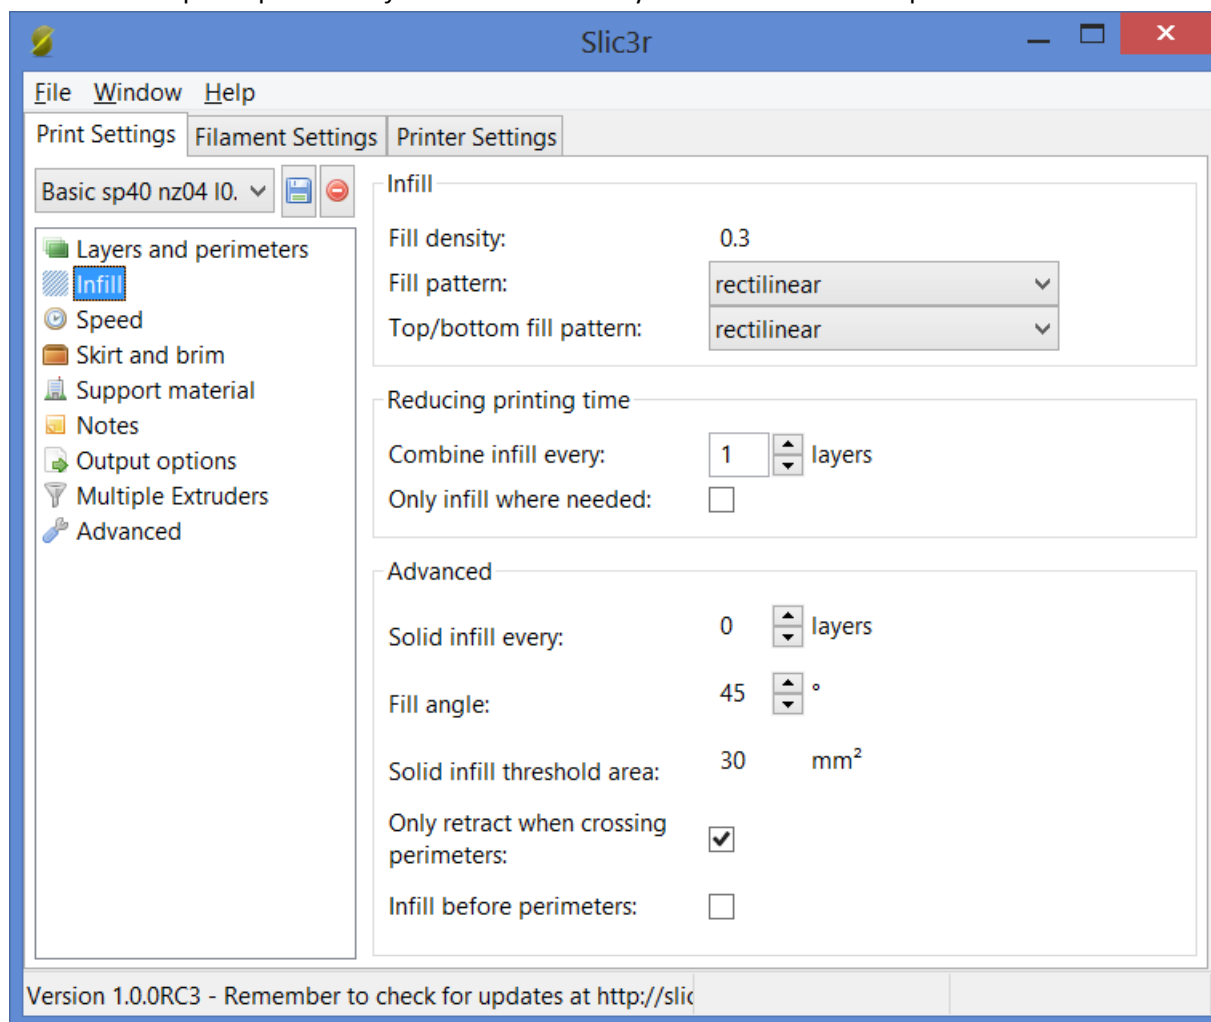 Slic3r
File Window Help
Print Settings Filament Settings Printer Settings
Basic sp40 nz04 l0.
Layers and perimeters
Infill
Speed
Skirt and brim
Support material
Notes
Output options
Multiple Extruders
Advanced
Infill
Fill density: 0.3
Fill pattern: rectilinear
Top/bottom fill pattern: rectilinear
Reducing printing time
Combine infill every: 1 layers
Only infill where needed:
Advanced
Solid infill every: 0 layers
Fill angle: 45 °
Solid infill threshold area: 30 mm²
Only retract when crossing
perimeters:
Infill before perimeters:
Version 1.0.0RC3 - Remember to check for updates at http://slic